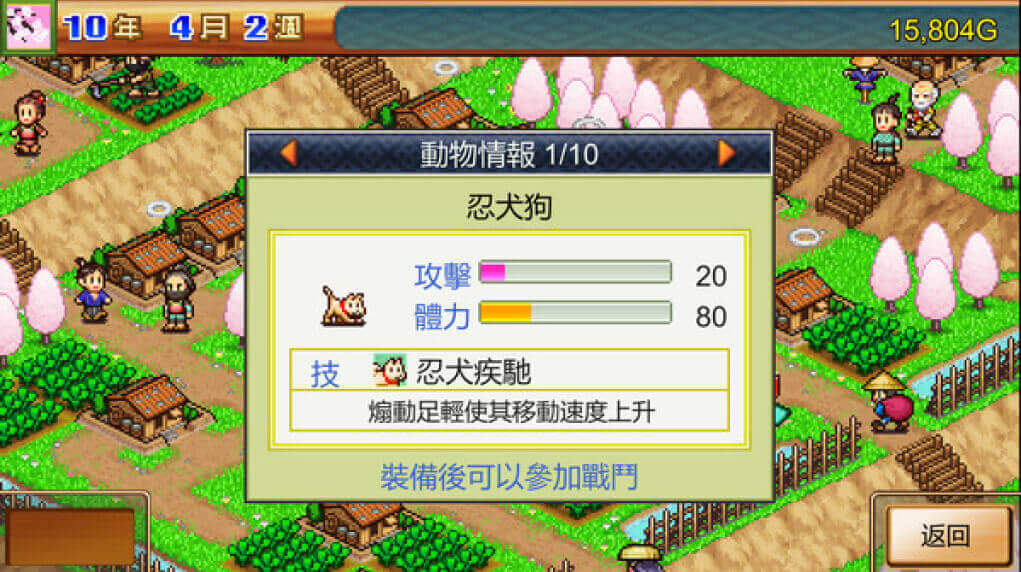 10年 4月 2週
15,804G
動物情報 1/10
忍犬狗
攻擊 20
體力 80
技 忍犬疾馳
煽動足輕使其移動速度上升
裝備後可以參加戰鬥
返回